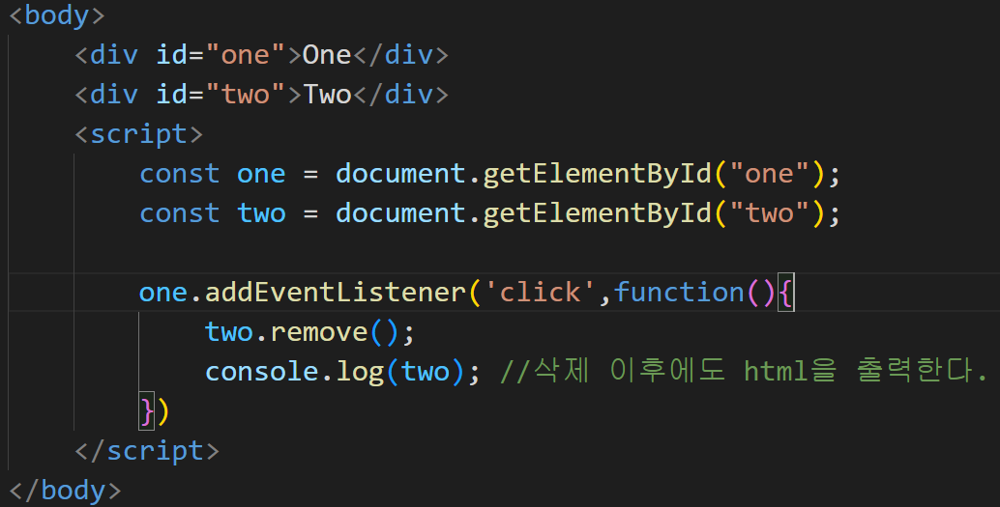 <body>
<div id="one">One</div>
<div id="two">Two</div>
<script>
const one = document.getElementById("one");
const two = document.getElementById("two");
one.addEventListener('click',function(){
two.remove();
console.log(two); //삭제 이후에도 html을 출력한다.
})
</script>
</body>